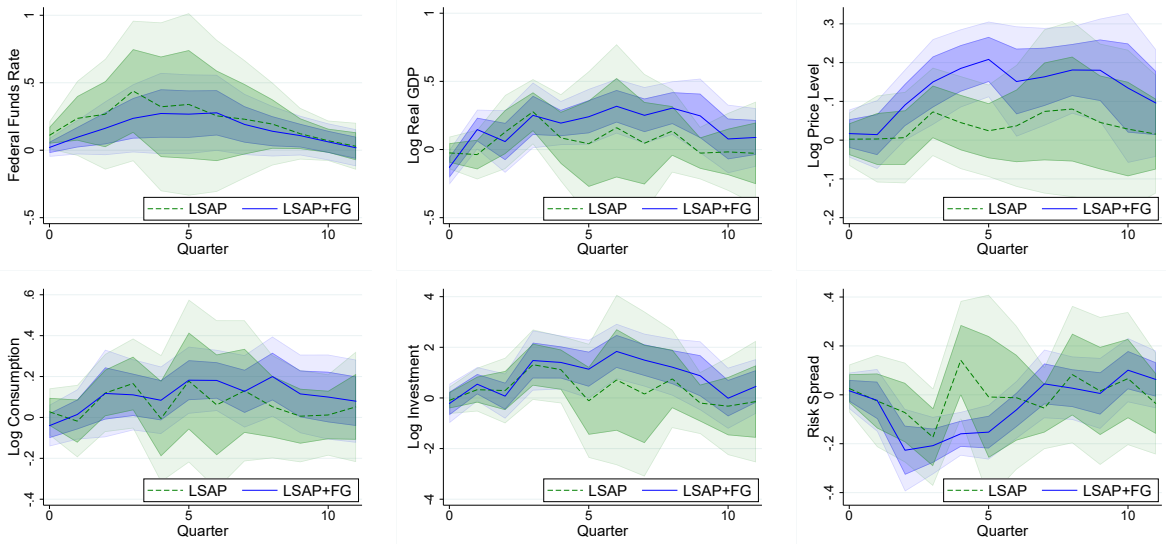 Federal Funds Rate
1
.5
0
-.5
0 5 10
Quarter
LSAP LSAP+FG
Log Real GDP
1
.5
0
-.5
0 5 10
Quarter
LSAP LSAP+FG
Log Price Level
.3
.2
.1
0
-.1
-.2
0 5 10
Quarter
LSAP LSAP+FG
Log Consumption
.6
.4
.2
0
-.2
-.4
0 5 10
Quarter
LSAP LSAP+FG
Log Investment
4
2
0
-2
-4
0 5 10
Quarter
LSAP LSAP+FG
Risk Spread
.4
.2
0
-.2
-.4
0 5 10
Quarter
LSAP LSAP+FG